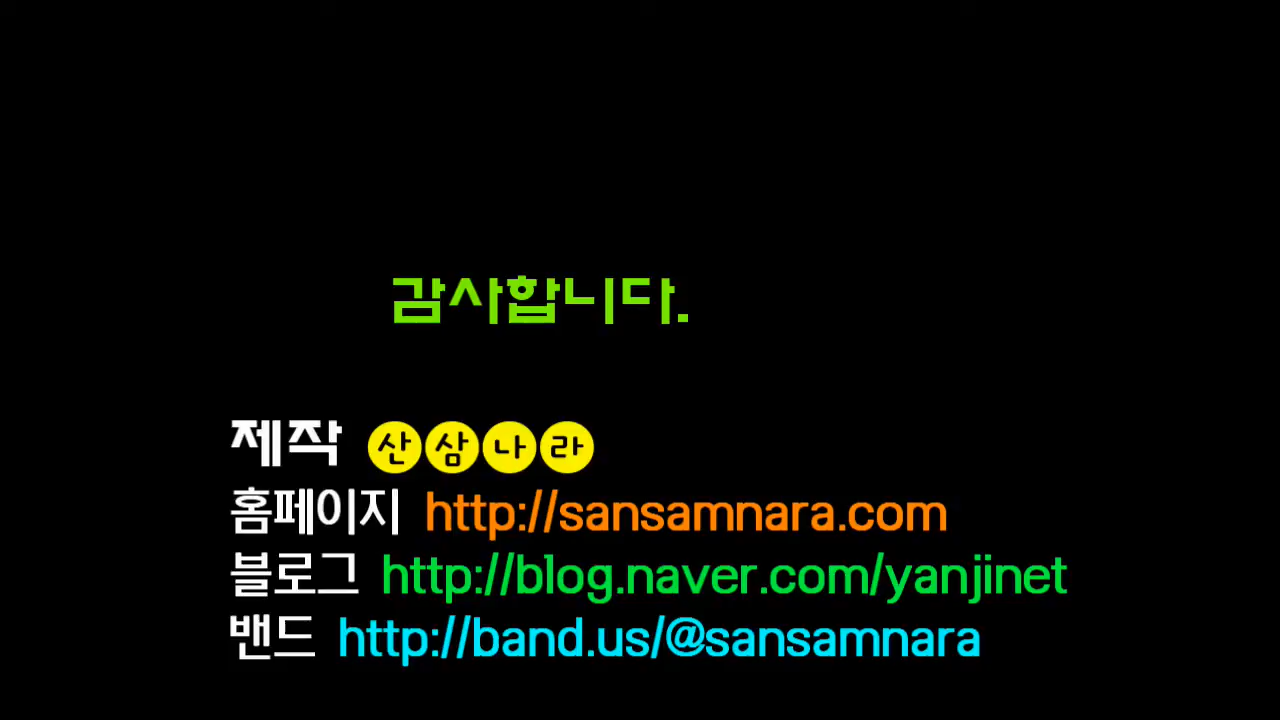 감사합니다.
제작 산삼나라
홈페이지 http://sansamnara.com
블로그 http://blog.naver.com/yanjinet
밴드 http://band.us/@sansamnara